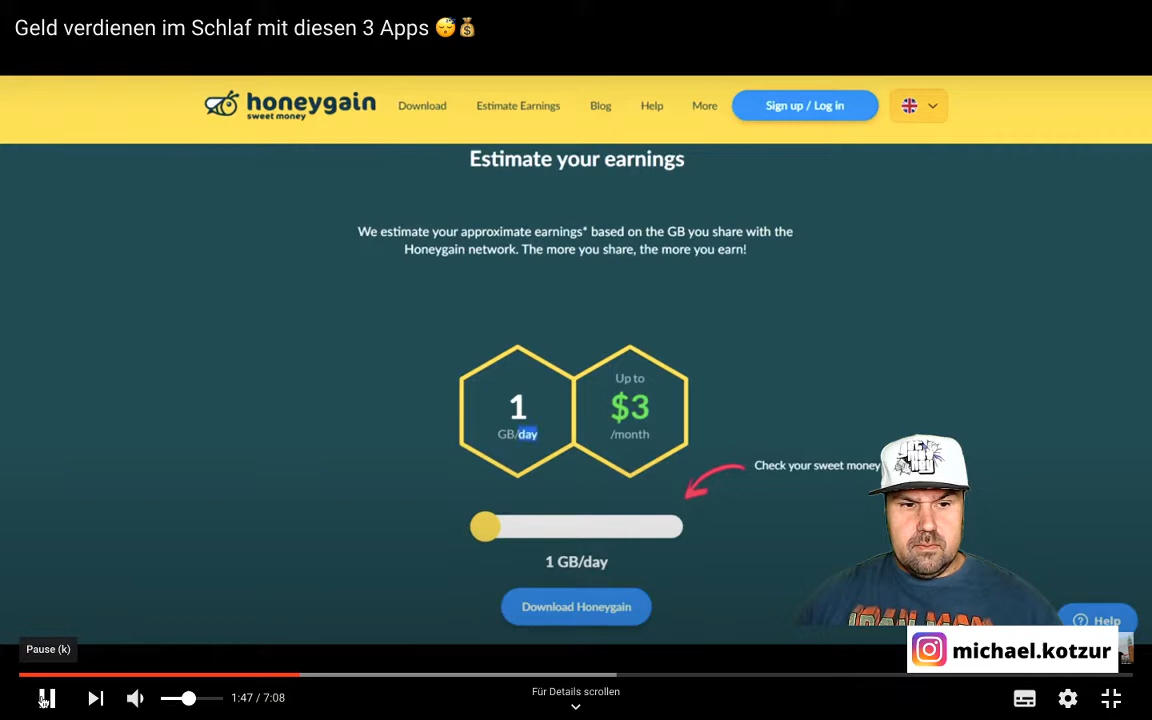 Geld verdienen im Schlaf mit diesen 3 Apps 😴💰
honeygain
sweet money
Download
Estimate Earnings
Blog
Help
More
Sign up / Log in
Estimate your earnings
We estimate your approximate earnings* based on the GB you share with the
Honeygain network. The more you share, the more you earn!
1
GB/day
Up to
$3
/month
Check your sweet money
1 GB/day
Download Honeygain
Help
michael.kotzur
Pause (k)
1:47 / 7:08
Für Details scrollen